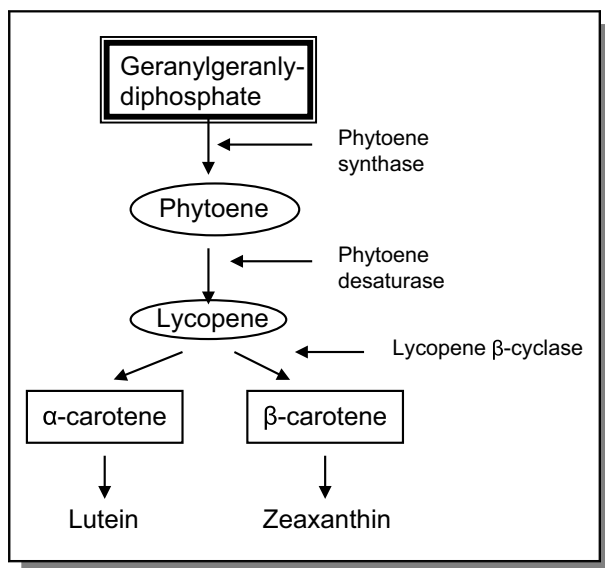 Geranylgeranly-
diphosphate
Phytoene
synthase
Phytoene
Phytoene
desaturase
Lycopene
Lycopene β-cyclase
α-carotene
β-carotene
Lutein
Zeaxanthin